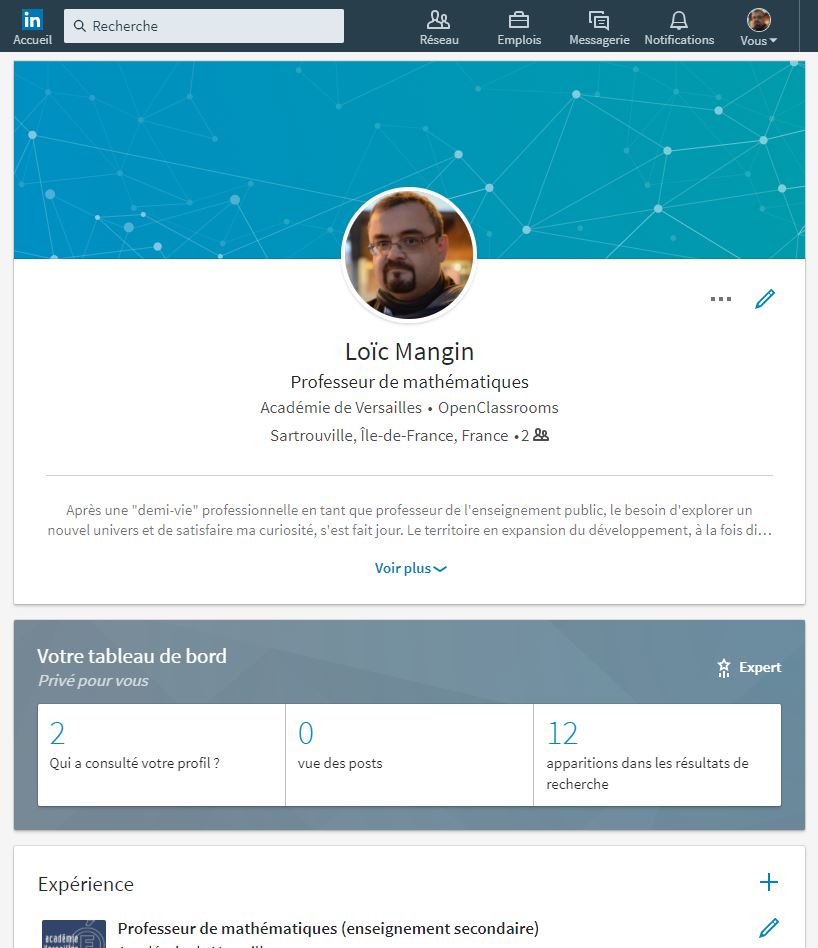 in
Recherche
Accueil
Réseau
Emplois
Messagerie
Notifications
Vous
Loïc Mangin
Professeur de mathématiques
Académie de Versailles • OpenClassrooms
Sartrouville, Île-de-France, France • 2
Après une "demi-vie" professionnelle en tant que professeur de l'enseignement public, le besoin d'explorer un
nouvel univers et de satisfaire ma curiosité, s'est fait jour. Le territoire en expansion du développement, à la fois di…
Voir plus
Votre tableau de bord
Privé pour vous
Expert
2
Qui a consulté votre profil ?
0
vue des posts
12
apparitions dans les résultats de
recherche
Expérience
académie
Professeur de mathématiques (enseignement secondaire)